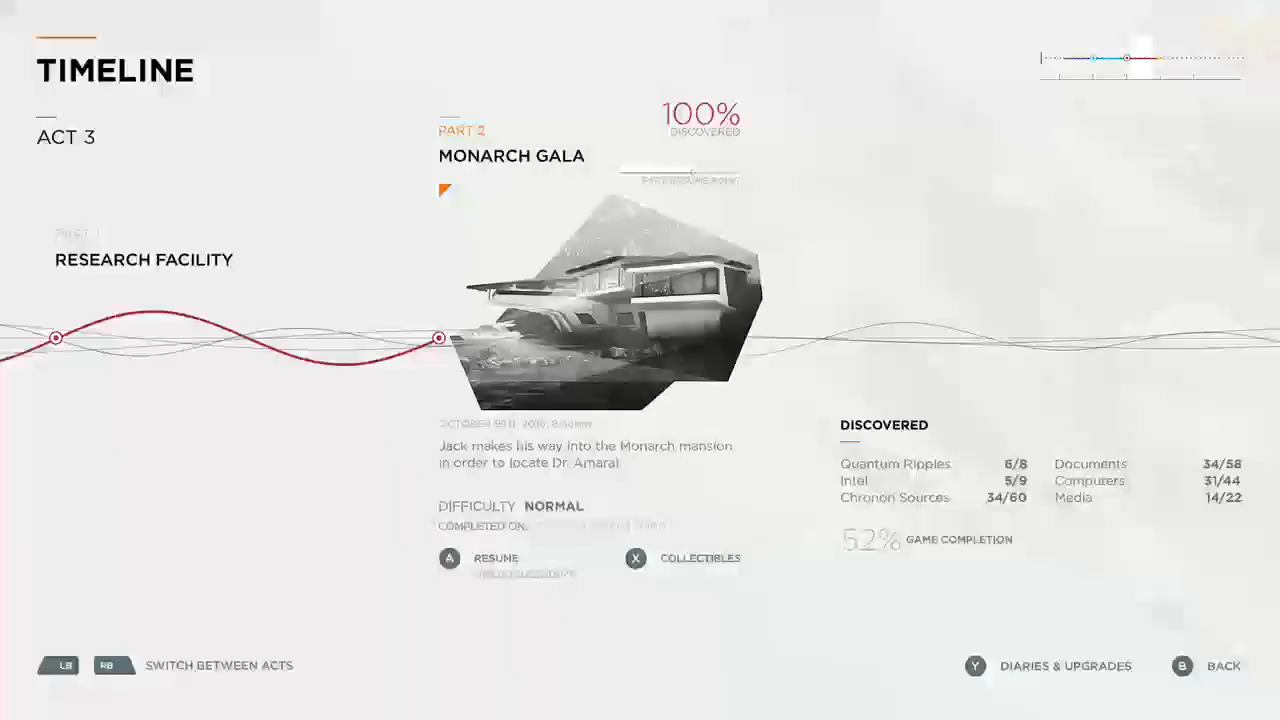 TIMELINE
ACT 3
PART 1
RESEARCH FACILITY
PART 2
MONARCH GALA
100%
DISCOVERED
Jack makes his way into the Monarch mansion
in order to locate Dr. Amaral.
DIFFICULTY NORMAL
COMPLETED ON:
A RESUME
X COLLECTIBLES
DISCOVERED
Quantum Ripples 6/8
Intel 5/9
Chronon Sources 34/60
Documents 34/58
Computers 31/44
Media 14/22
52% GAME COMPLETION
LB RB SWITCH BETWEEN ACTS
Y DIARIES & UPGRADES
B BACK